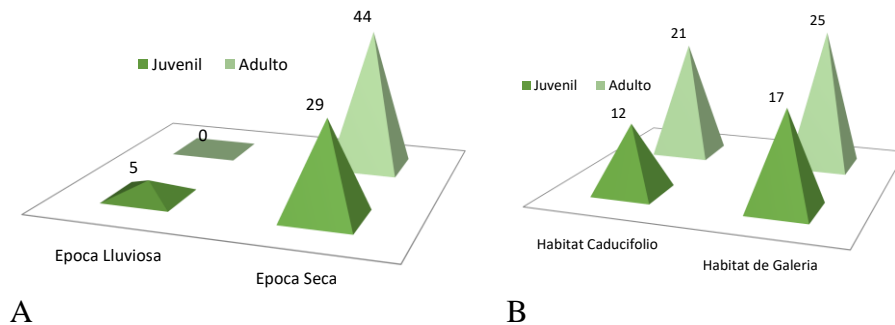 44
Juvenil Adulto
29
0
5
Epoca Lluviosa
Epoca Seca
A
25
21
Juvenil Adulto
17
12
Habitat Caducifolio
Habitat de Galeria
B